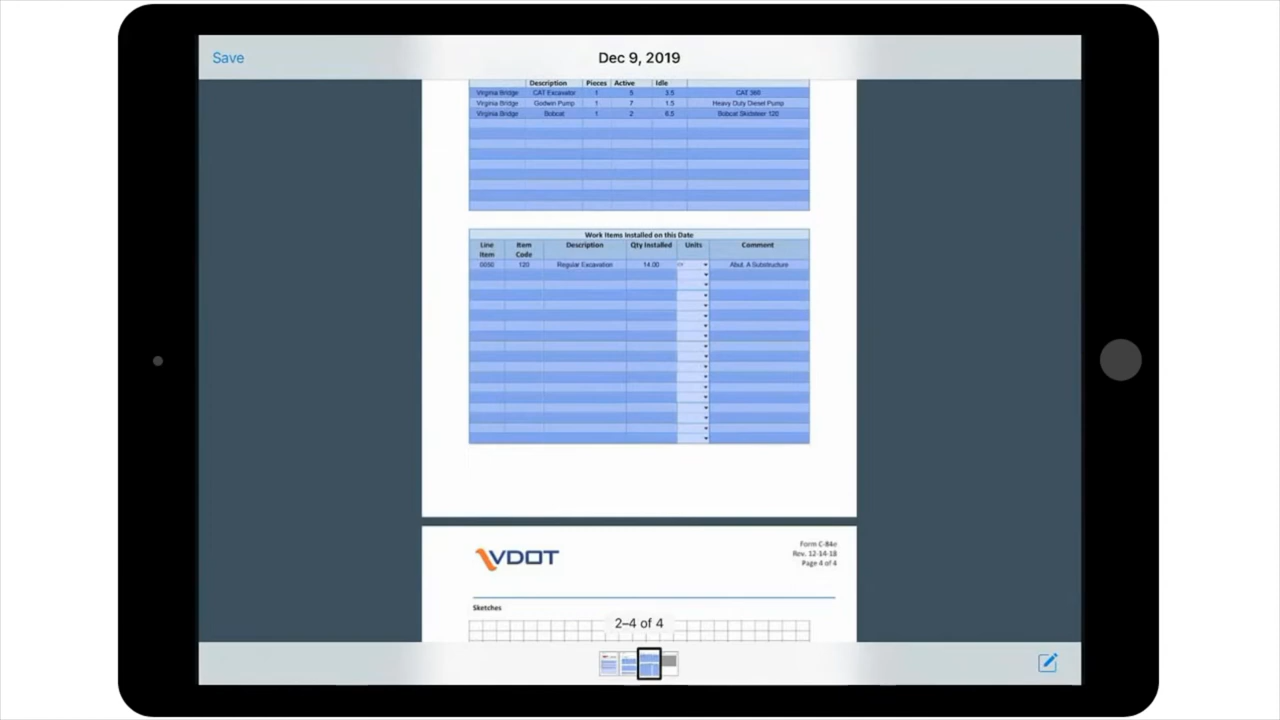 Save
Dec 9, 2019
Description Pieces Active Idle
Virginia Bridge CAT Excavator 1 5 3.5 CAT 360
Virginia Bridge Godwin Pump 1 7 1.5 Heavy Duty Diesel Pump
Virginia Bridge Bobcat 1 2 6.5 Bobcat Skidsteer 120
Work Items Installed on this Date
Line Item Description Qty Installed Units Comment
Item Code
0050 120 Regular Excavation 14.00 Abut. A Substructure
VDOT
Form C-84e
Rev. 12-14-18
Page 4 of 4
Sketches
2–4 of 4